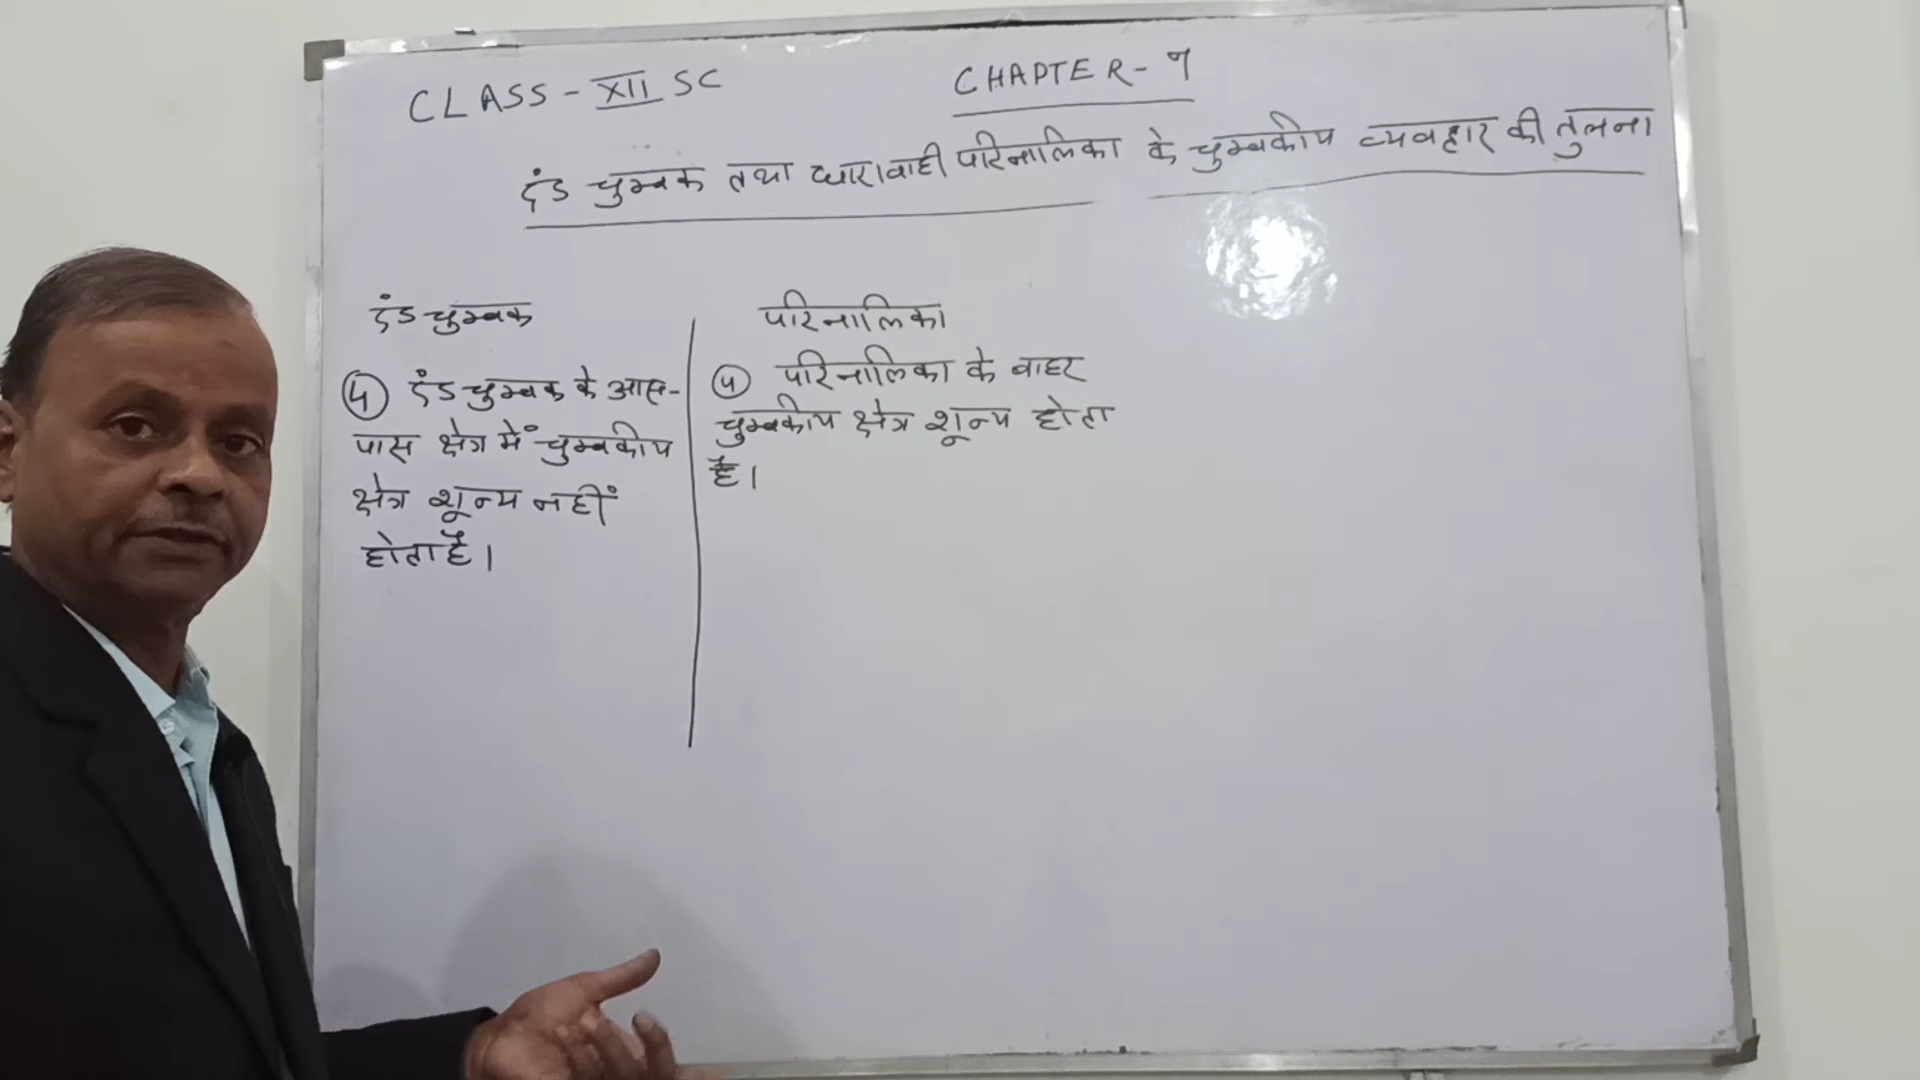 CLASS - XII SC
CHAPTER - 9
दंड चुम्बक तथा धारावाही परिनालिका के चुम्बकीय व्यवहार की तुलना
दंड चुम्बक
④ दंड चुम्बक के आस-
पास क्षेत्र में चुम्बकीय
क्षेत्र शून्य नहीं
होता है।
परिनालिका
④ परिनालिका के बाहर
चुम्बकीय क्षेत्र शून्य होता
है।